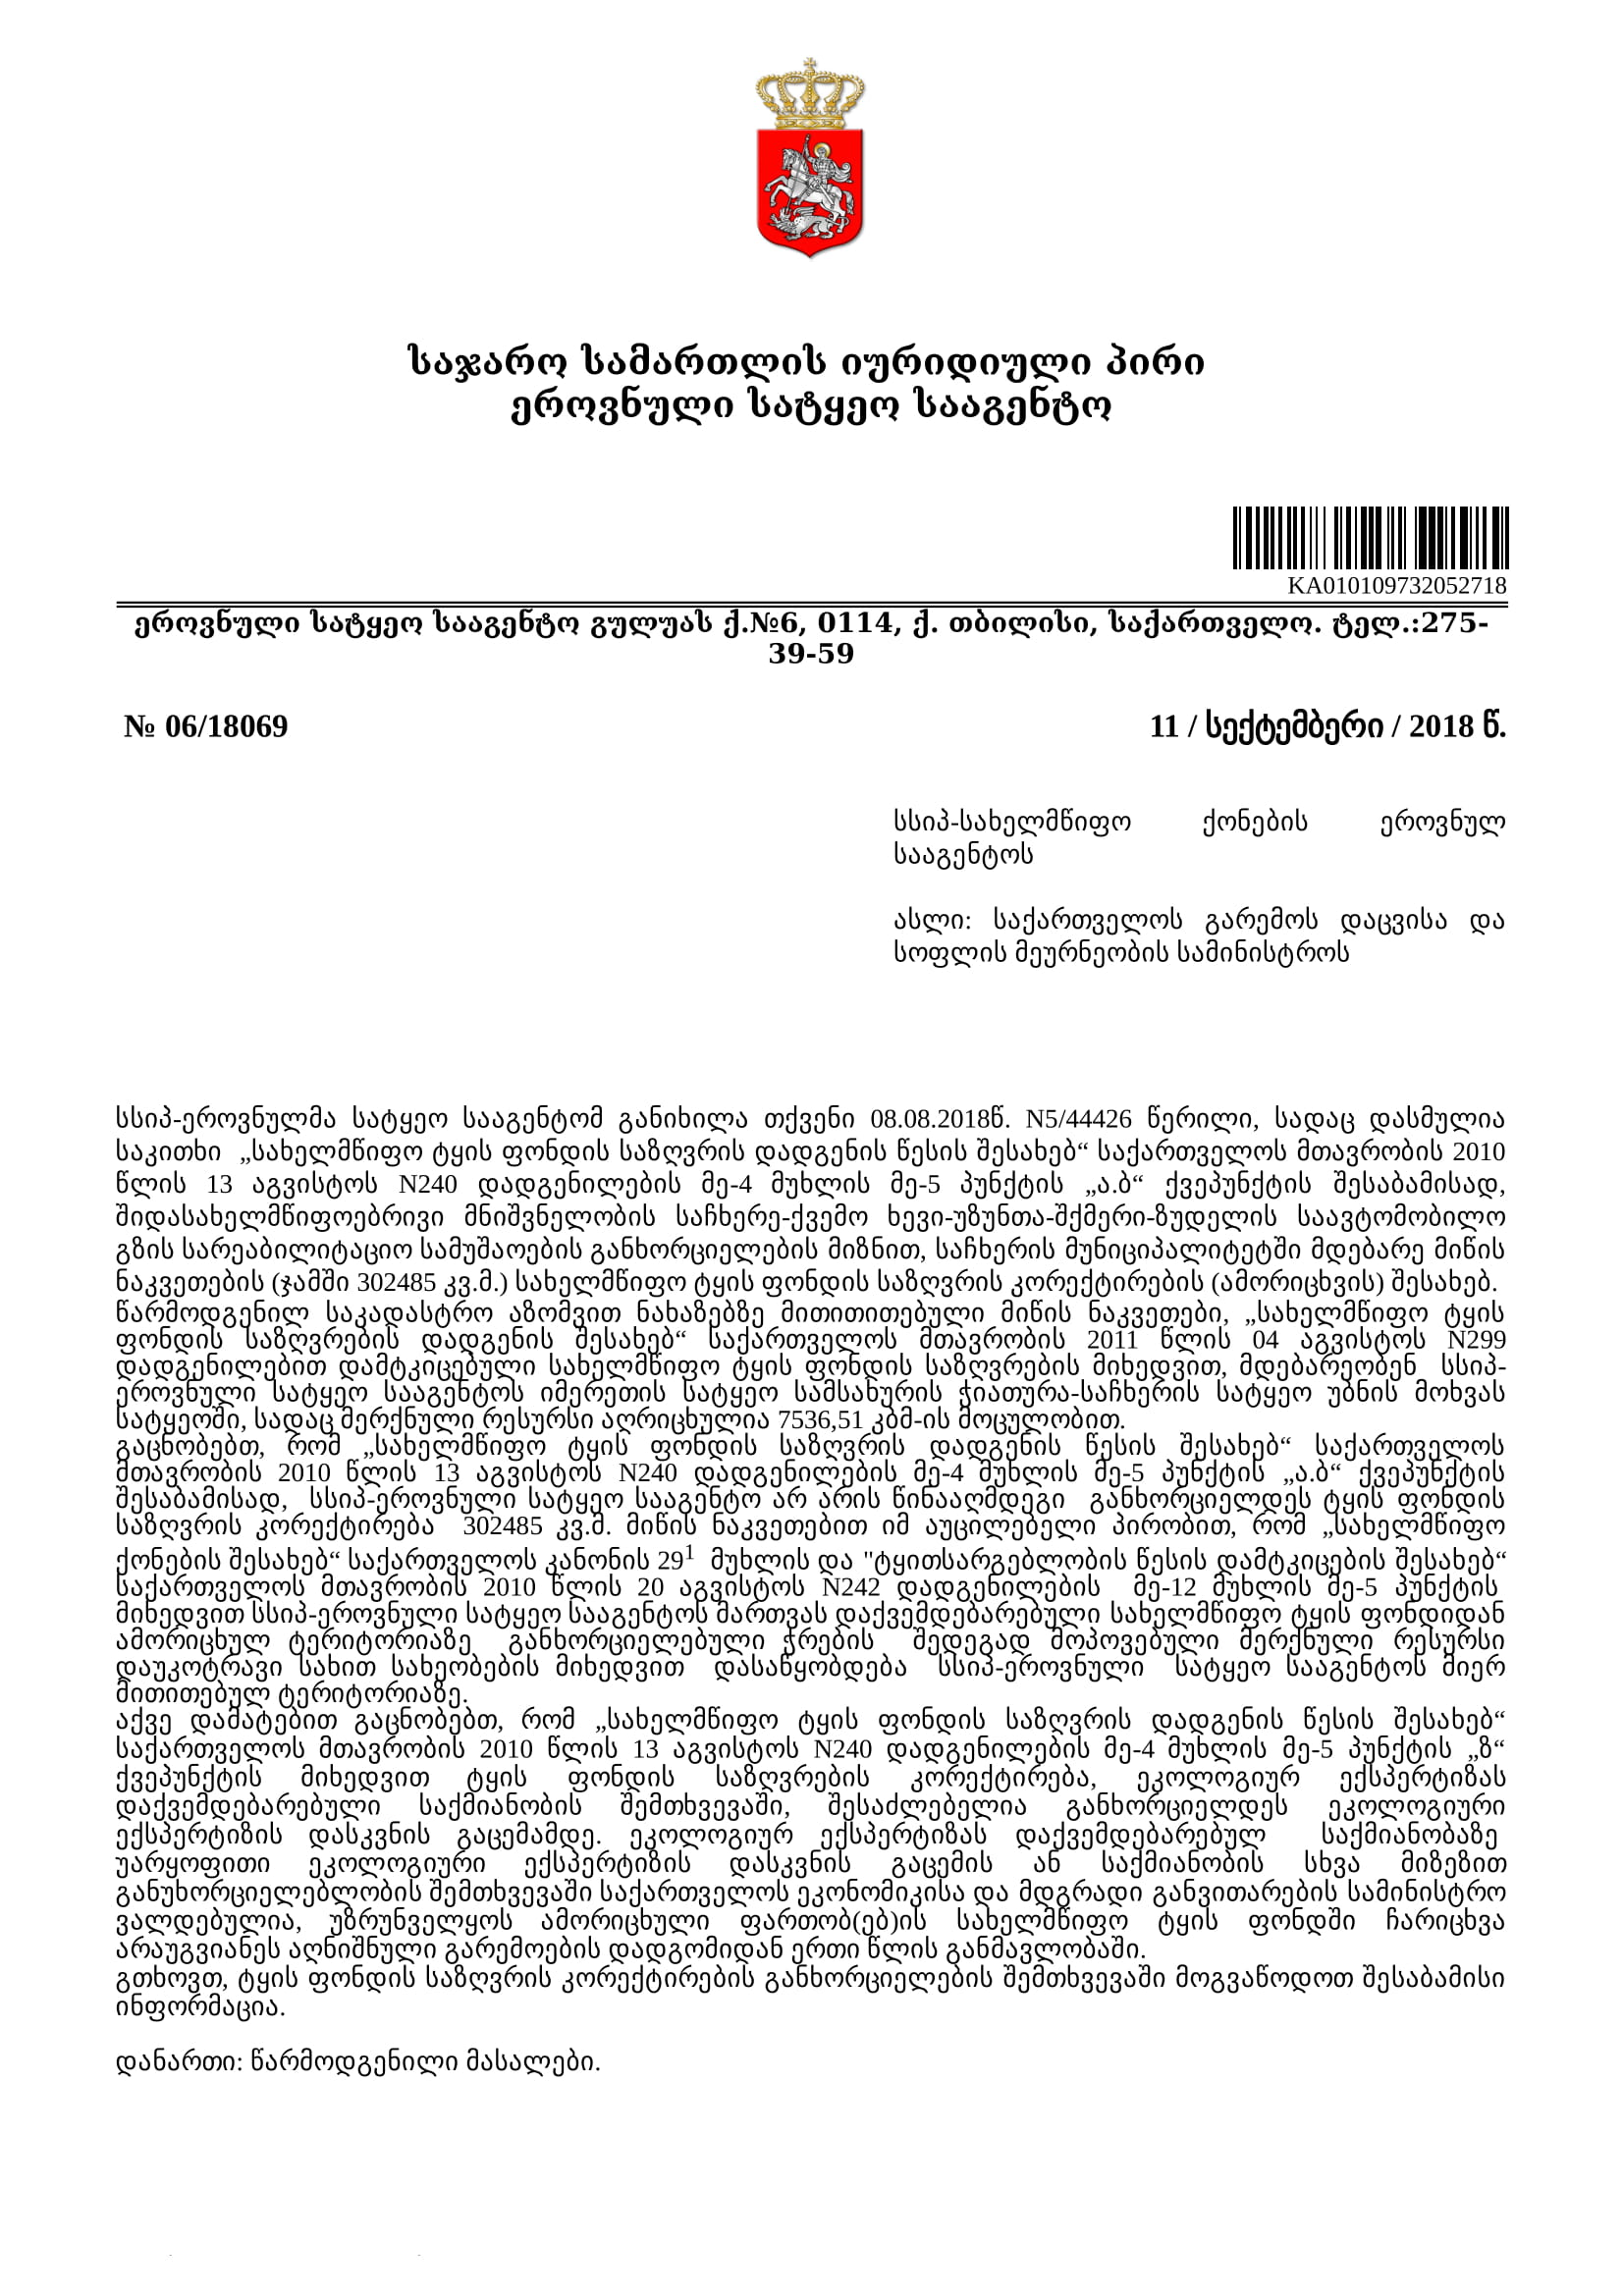 საჯარო სამართლის იურიდიული პირი
ეროვნული სატყეო სააგენტო
KA010109732052718
ეროვნული სატყეო სააგენტო გულუას ქ.№6, 0114, ქ. თბილისი, საქართველო. ტელ.:275-
39-59
№ 06/18069
11 / სექტემბერი / 2018 წ.
სსიპ-სახელმწიფო ქონების ეროვნულ
სააგენტოს
ასლი: საქართველოს გარემოს დაცვისა და
სოფლის მეურნეობის სამინისტროს
სსიპ-ეროვნულმა სატყეო სააგენტომ განიხილა თქვენი 08.08.2018წ. N5/44426 წერილი, სადაც დასმულია
საკითხი „სახელმწიფო ტყის ფონდის საზღვრის დადგენის წესის შესახებ“ საქართველოს მთავრობის 2010
წლის 13 აგვისტოს N240 დადგენილების მე-4 მუხლის მე-5 პუნქტის „ა.ბ“ ქვეპუნქტის შესაბამისად,
შიდასახელმწიფოებრივი მნიშვნელობის საჩხერე-ქვემო ხევი-უზუნთა-შქმერი-ზუდელის საავტომობილო
გზის სარეაბილიტაციო სამუშაოების განხორციელების მიზნით, საჩხერის მუნიციპალიტეტში მდებარე მიწის
ნაკვეთების (ჯამში 302485 კვ.მ.) სახელმწიფო ტყის ფონდის საზღვრის კორექტირების (ამორიცხვის) შესახებ.
წარმოდგენილ საკადასტრო აზომვით ნახაზებზე მითითითებული მიწის ნაკვეთები, „სახელმწიფო ტყის
ფონდის საზღვრების დადგენის შესახებ“ საქართველოს მთავრობის 2011 წლის 04 აგვისტოს N299
დადგენილებით დამტკიცებული სახელმწიფო ტყის ფონდის საზღვრების მიხედვით, მდებარეობენ სსიპ-
ეროვნული სატყეო სააგენტოს იმერეთის სატყეო სამსახურის ჭიათურა-საჩხერის სატყეო უბნის მოხვას
სატყეოში, სადაც მერქნული რესურსი აღრიცხულია 7536,51 კბმ-ის მოცულობით.
გაცნობებთ, რომ „სახელმწიფო ტყის ფონდის საზღვრის დადგენის წესის შესახებ“ საქართველოს
მთავრობის 2010 წლის 13 აგვისტოს N240 დადგენილების მე-4 მუხლის მე-5 პუნქტის „ა.ბ“ ქვეპუნქტის
შესაბამისად, სსიპ-ეროვნული სატყეო სააგენტო არ არის წინააღმდეგი განხორციელდეს ტყის ფონდის
საზღვრის კორექტირება 302485 კვ.მ. მიწის ნაკვეთებით იმ აუცილებელი პირობით, რომ „სახელმწიფო
ქონების შესახებ“ საქართველოს კანონის 29¹ მუხლის და "ტყითსარგებლობის წესის დამტკიცების შესახებ“
საქართველოს მთავრობის 2010 წლის 20 აგვისტოს N242 დადგენილების მე-12 მუხლის მე-5 პუნქტის
მიხედვით სსიპ-ეროვნული სატყეო სააგენტოს მართვას დაქვემდებარებული სახელმწიფო ტყის ფონდიდან
ამორიცხულ ტერიტორიაზე განხორციელებული ჭრების შედეგად მოპოვებული მერქნული რესურსი
დაუკოტრავი სახით სახეობების მიხედვით დასაწყობდება სსიპ-ეროვნული სატყეო სააგენტოს მიერ
მითითებულ ტერიტორიაზე.
აქვე დამატებით გაცნობებთ, რომ „სახელმწიფო ტყის ფონდის საზღვრის დადგენის წესის შესახებ“
საქართველოს მთავრობის 2010 წლის 13 აგვისტოს N240 დადგენილების მე-4 მუხლის მე-5 პუნქტის „ზ“
ქვეპუნქტის მიხედვით ტყის ფონდის საზღვრების კორექტირება, ეკოლოგიურ ექსპერტიზას
დაქვემდებარებული საქმიანობის შემთხვევაში, შესაძლებელია განხორციელდეს ეკოლოგიური
ექსპერტიზის დასკვნის გაცემამდე. ეკოლოგიურ ექსპერტიზას დაქვემდებარებულ საქმიანობაზე
უარყოფითი ეკოლოგიური ექსპერტიზის დასკვნის გაცემის ან საქმიანობის სხვა მიზეზით
განუხორციელებლობის შემთხვევაში საქართველოს ეკონომიკისა და მდგრადი განვითარების სამინისტრო
ვალდებულია, უზრუნველყოს ამორიცხული ფართობ(ებ)ის სახელმწიფო ტყის ფონდში ჩარიცხვა
არაუგვიანეს აღნიშნული გარემოების დადგომიდან ერთი წლის განმავლობაში.
გთხოვთ, ტყის ფონდის საზღვრის კორექტირების განხორციელების შემთხვევაში მოგვაწოდოთ შესაბამისი
ინფორმაცია.
დანართი: წარმოდგენილი მასალები.